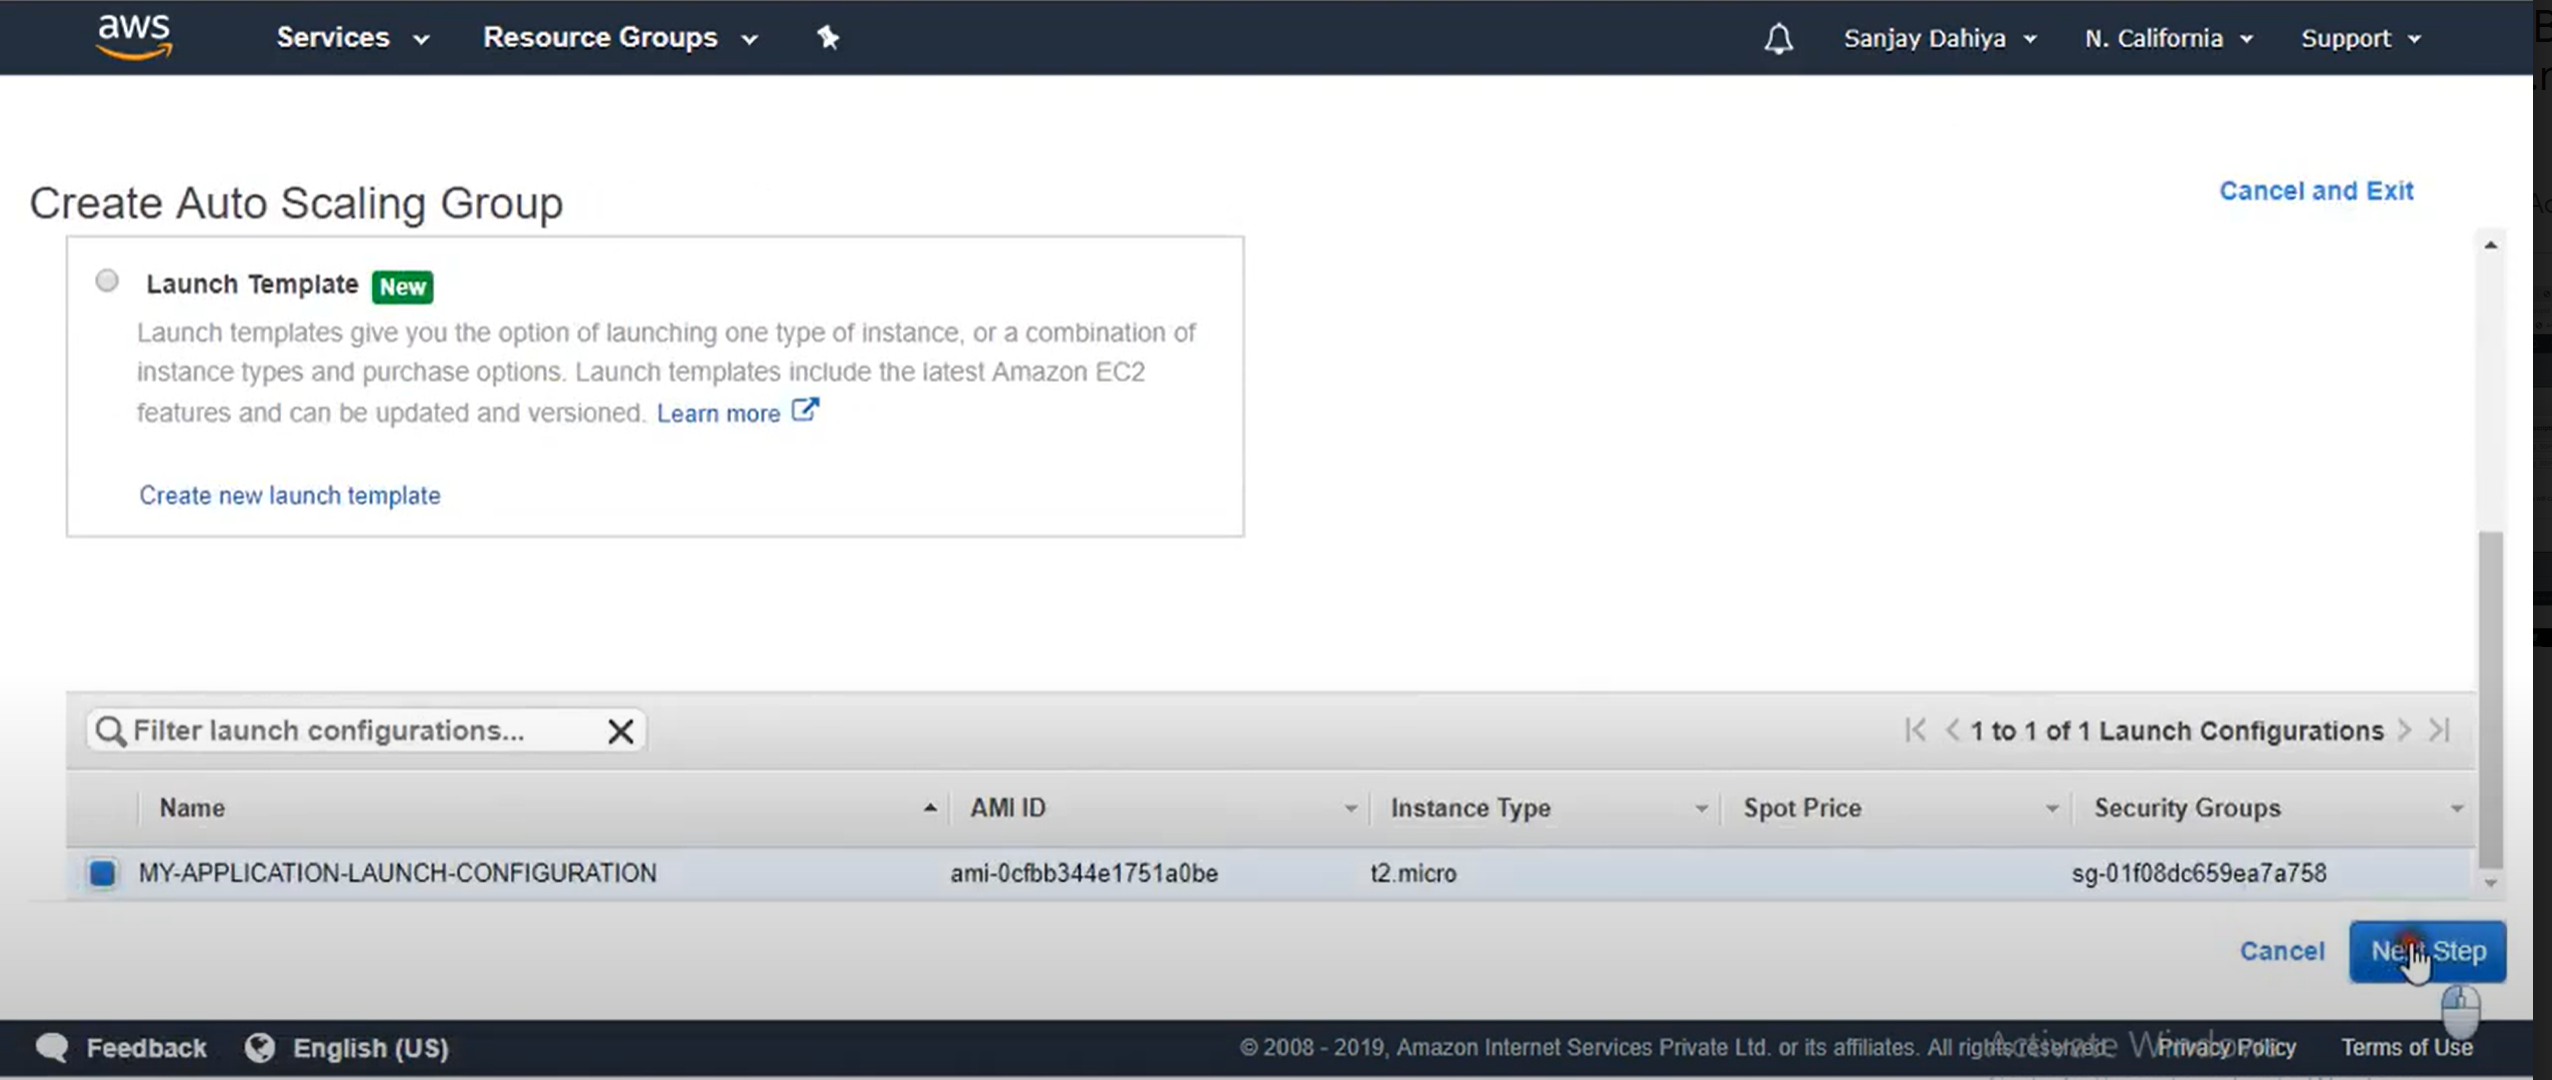 aws Services Resource Groups Sanjay Dahiya N. California Support
Create Auto Scaling Group
Cancel and Exit
Launch Template New
Launch templates give you the option of launching one type of instance, or a combination of
instance types and purchase options. Launch templates include the latest Amazon EC2
features and can be updated and versioned. Learn more
Create new launch template
Filter launch configurations...
1 to 1 of 1 Launch Configurations
Name AMI ID Instance Type Spot Price Security Groups
MY-APPLICATION-LAUNCH-CONFIGURATION ami-0cfbb344e1751a0be t2.micro sg-01f08dc659ea7a758
Cancel Next Step
Feedback English (US) © 2008 - 2019, Amazon Internet Services Private Ltd. or its affiliates. All rights reserved. Privacy Policy Terms of Use
Activate Windows